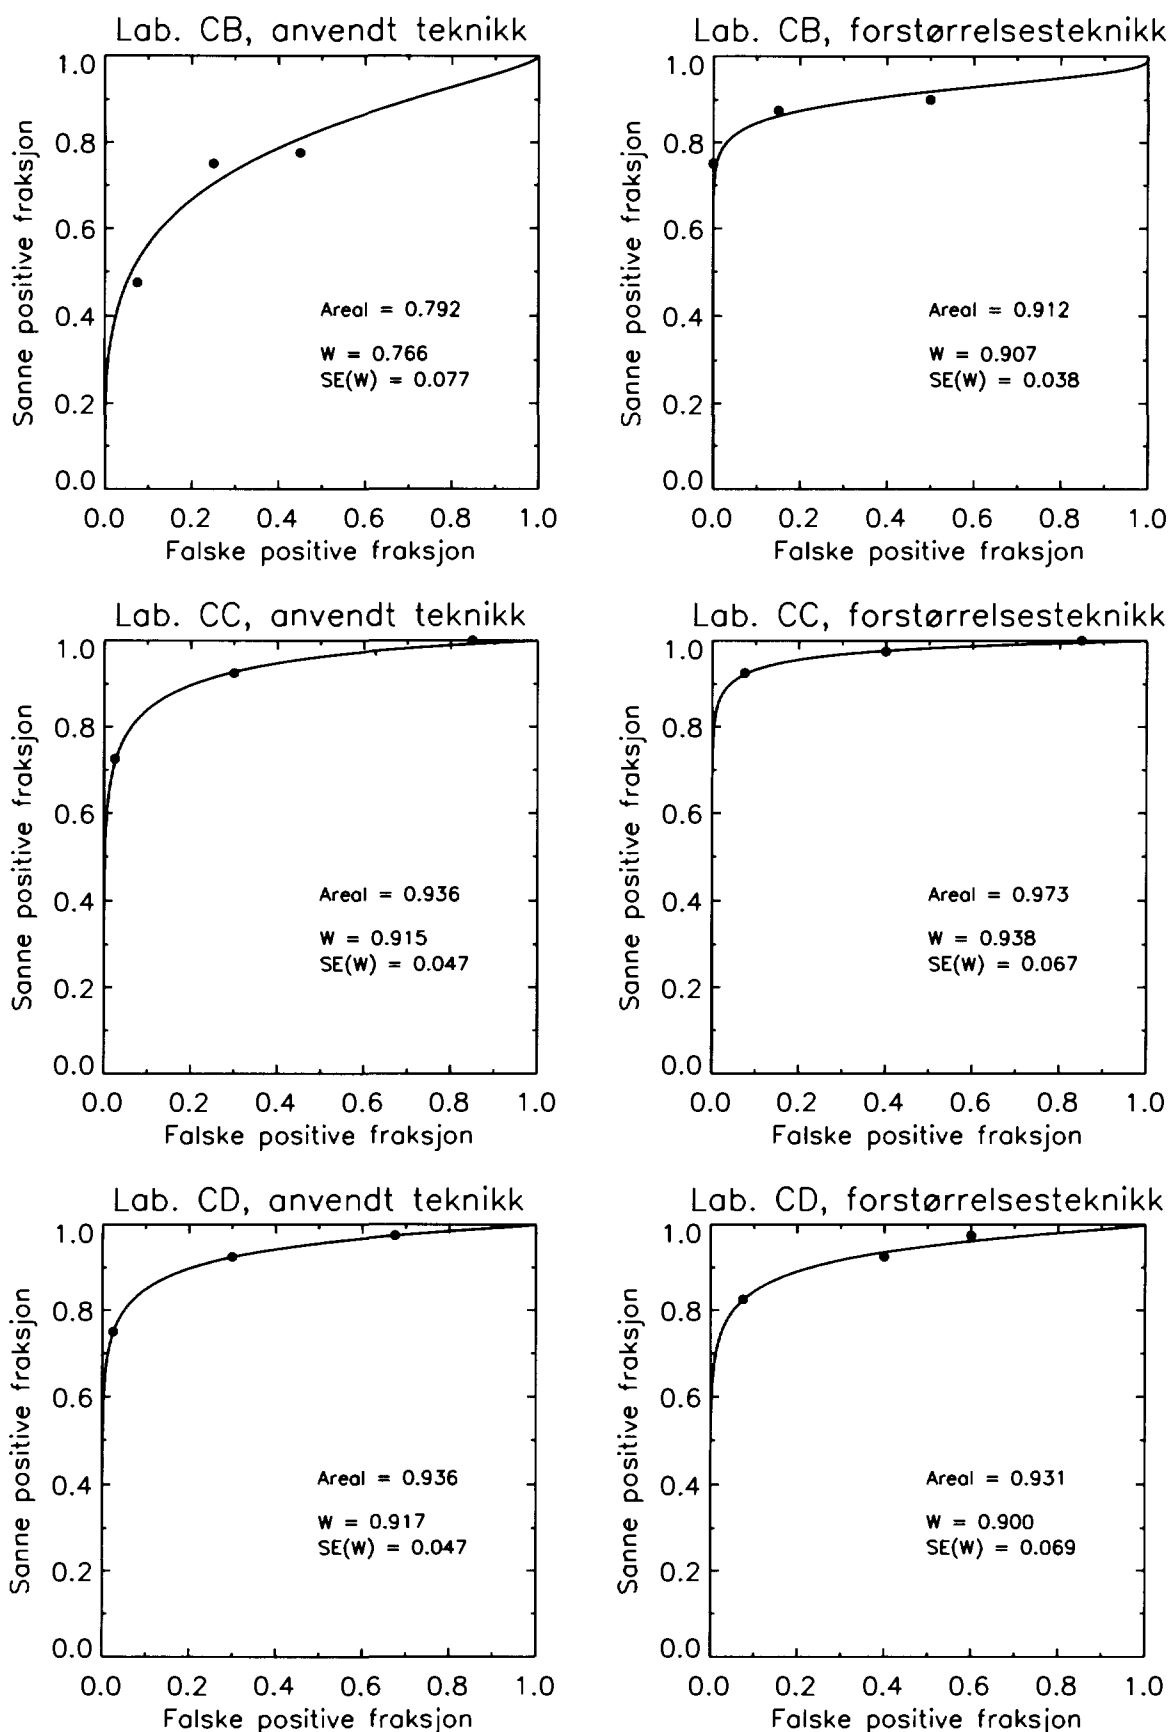 Lab. CB, anvendt teknikk
1.0
0.8
0.6
0.4
0.2
0.0
Sanne positive fraksjon
Areal = 0.792
W = 0.766
SE(W) = 0.077
0.0 0.2 0.4 0.6 0.8 1.0
Falske positive fraksjon
Lab. CB, forstørrelsesteknikk
1.0
0.8
0.6
0.4
0.2
0.0
Sanne positive fraksjon
Areal = 0.912
W = 0.907
SE(W) = 0.038
0.0 0.2 0.4 0.6 0.8 1.0
Falske positive fraksjon
Lab. CC, anvendt teknikk
1.0
0.8
0.6
0.4
0.2
0.0
Sanne positive fraksjon
Areal = 0.936
W = 0.915
SE(W) = 0.047
0.0 0.2 0.4 0.6 0.8 1.0
Falske positive fraksjon
Lab. CC, forstørrelsesteknikk
1.0
0.8
0.6
0.4
0.2
0.0
Sanne positive fraksjon
Areal = 0.973
W = 0.938
SE(W) = 0.067
0.0 0.2 0.4 0.6 0.8 1.0
Falske positive fraksjon
Lab. CD, anvendt teknikk
1.0
0.8
0.6
0.4
0.2
0.0
Sanne positive fraksjon
Areal = 0.936
W = 0.917
SE(W) = 0.047
0.0 0.2 0.4 0.6 0.8 1.0
Falske positive fraksjon
Lab. CD, forstørrelsesteknikk
1.0
0.8
0.6
0.4
0.2
0.0
Sanne positive fraksjon
Areal = 0.931
W = 0.900
SE(W) = 0.069
0.0 0.2 0.4 0.6 0.8 1.0
Falske positive fraksjon